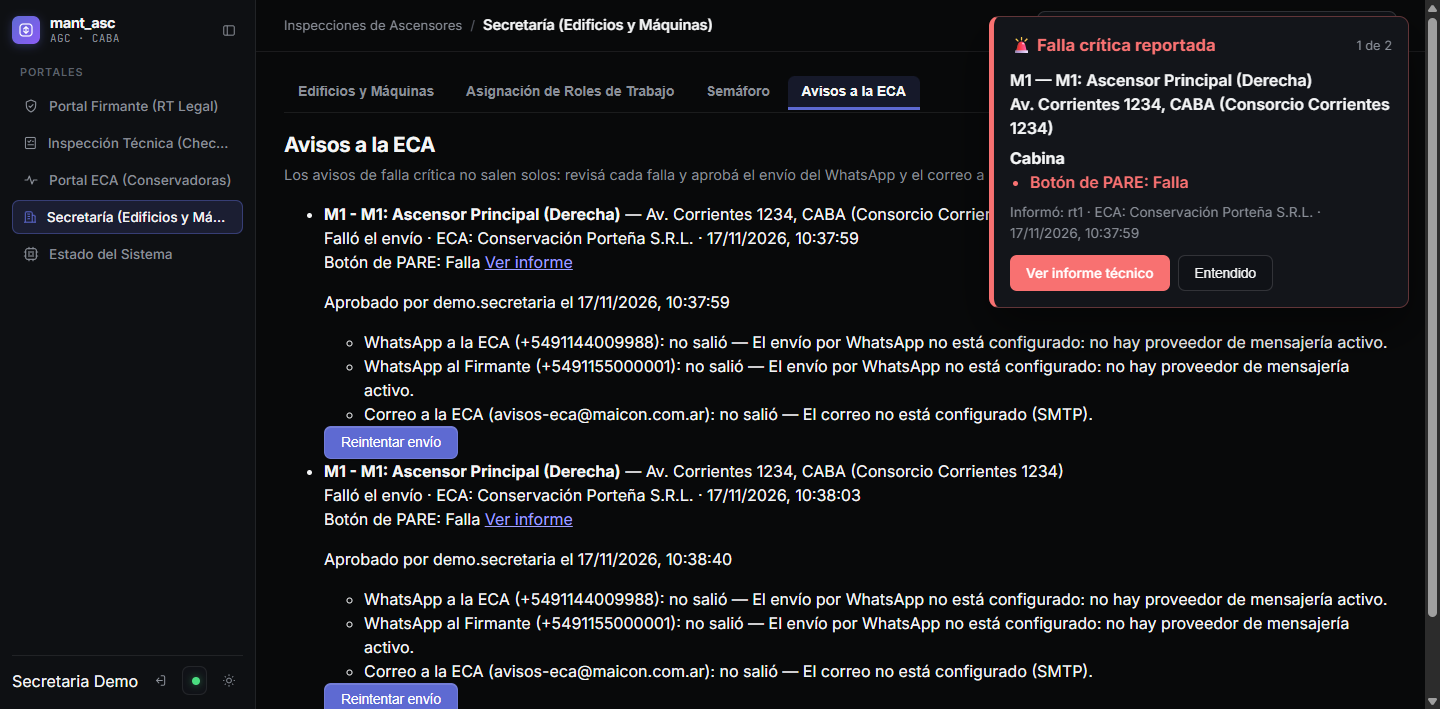 mant_asc
AGC · CABA
PORTALES
Portal Firmante (RT Legal)
Inspección Técnica (Chec...
Portal ECA (Conservadoras)
Secretaría (Edificios y Má...
Estado del Sistema
Secretaria Demo
Inspecciones de Ascensores / Secretaría (Edificios y Máquinas)
Edificios y Máquinas
Asignación de Roles de Trabajo
Semáforo
Avisos a la ECA
Avisos a la ECA
Los avisos de falla crítica no salen solos: revisá cada falla y aprobá el envío del WhatsApp y el correo a
M1 - M1: Ascensor Principal (Derecha) — Av. Corrientes 1234, CABA (Consorcio Corrien
Falló el envío · ECA: Conservación Porteña S.R.L. · 17/11/2026, 10:37:59
Botón de PARE: Falla Ver informe
Aprobado por demo.secretaria el 17/11/2026, 10:37:59
WhatsApp a la ECA (+5491144009988): no salió — El envío por WhatsApp no está configurado: no hay proveedor de mensajería activo.
WhatsApp al Firmante (+5491155000001): no salió — El envío por WhatsApp no está configurado: no hay proveedor de mensajería
activo.
Correo a la ECA (avisos-eca@maicon.com.ar): no salió — El correo no está configurado (SMTP).
Reintentar envío
M1 - M1: Ascensor Principal (Derecha) — Av. Corrientes 1234, CABA (Consorcio Corrientes 1234)
Falló el envío · ECA: Conservación Porteña S.R.L. · 17/11/2026, 10:38:03
Botón de PARE: Falla Ver informe
Aprobado por demo.secretaria el 17/11/2026, 10:38:40
WhatsApp a la ECA (+5491144009988): no salió — El envío por WhatsApp no está configurado: no hay proveedor de mensajería activo.
WhatsApp al Firmante (+5491155000001): no salió — El envío por WhatsApp no está configurado: no hay proveedor de mensajería
activo.
Correo a la ECA (avisos-eca@maicon.com.ar): no salió — El correo no está configurado (SMTP).
Reintentar envío
Falla crítica reportada
1 de 2
M1 — M1: Ascensor Principal (Derecha)
Av. Corrientes 1234, CABA (Consorcio Corrientes
1234)
Cabina
Botón de PARE: Falla
Informó: rt1 · ECA: Conservación Porteña S.R.L. ·
17/11/2026, 10:37:59
Ver informe técnico
Entendido